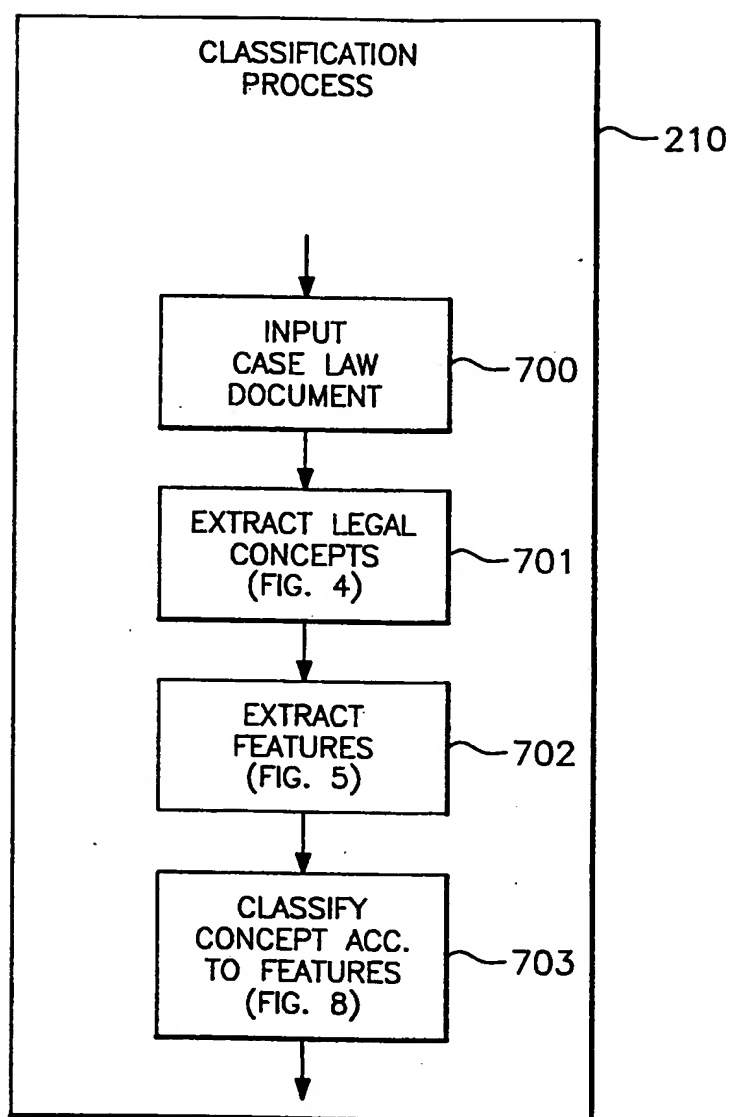 CLASSIFICATION
PROCESS
210
INPUT
CASE LAW
DOCUMENT
700
EXTRACT LEGAL
CONCEPTS
(FIG. 4)
701
EXTRACT
FEATURES
(FIG. 5)
702
CLASSIFY
CONCEPT ACC.
TO FEATURES
(FIG. 8)
703